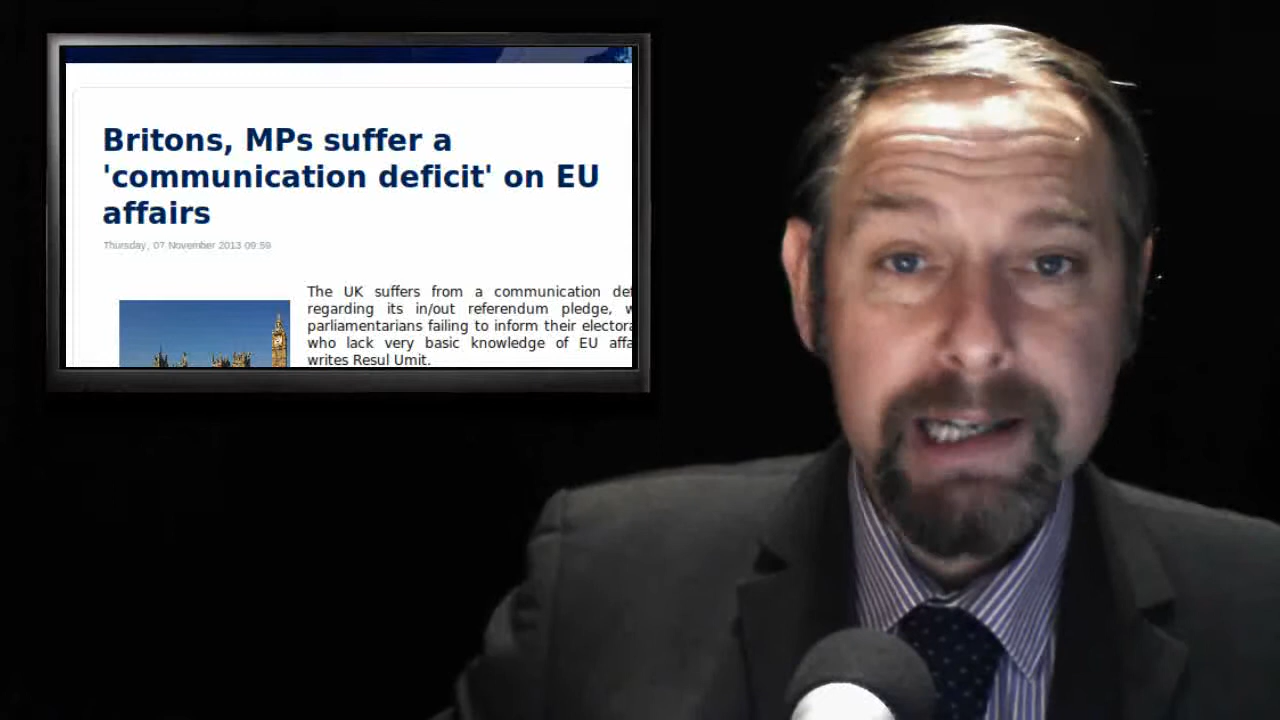 Britons, MPs suffer a
'communication deficit' on EU
affairs
Thursday, 07 November 2013 09:59
The UK suffers from a communication
regarding its in/out referendum pledge,
parliamentarians failing to inform their
who lack very basic knowledge of EU
writes Resul Umit.